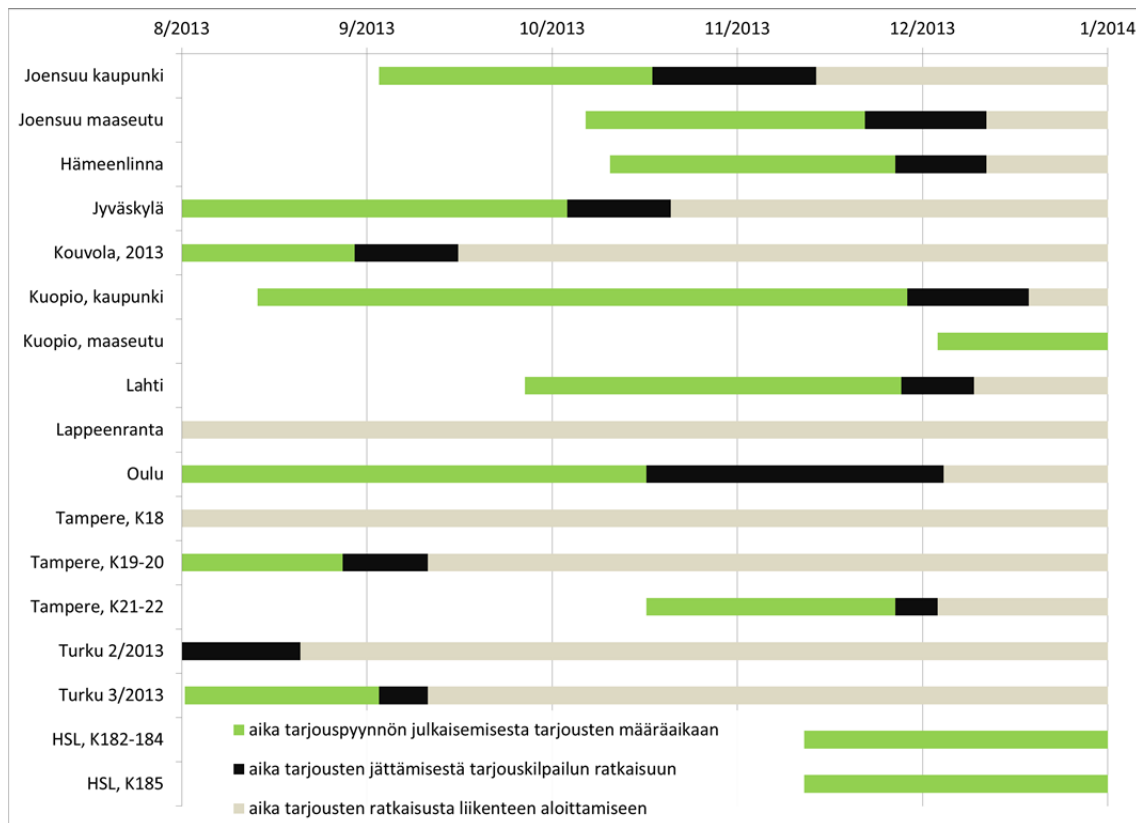 8/2013 9/2013 10/2013 11/2013 12/2013 1/2014
Joensuu kaupunki
Joensuu maaseutu
Hämeenlinna
Jyväskylä
Kouvola, 2013
Kuopio, kaupunki
Kuopio, maaseutu
Lahti
Lappeenranta
Oulu
Tampere, K18
Tampere, K19-20
Tampere, K21-22
Turku 2/2013
Turku 3/2013
HSL, K182-184
HSL, K185
aika tarjouspyynnön julkaisemisesta tarjousten määräaikaan
aika tarjousten jättämisestä tarjouskilpailun ratkaisuun
aika tarjousten ratkaisusta liikenteen aloittamiseen